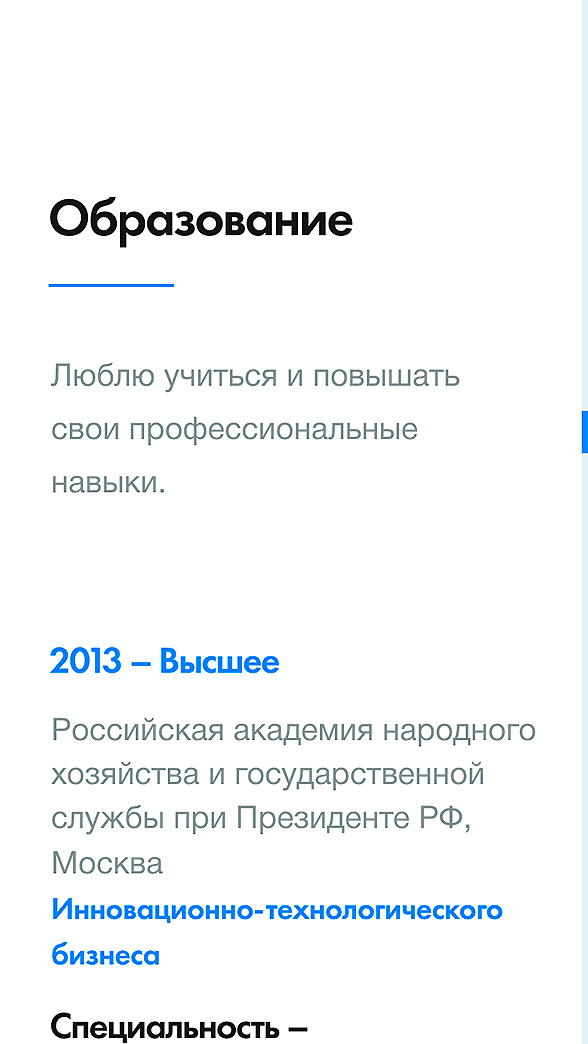 Образование
Люблю учиться и повышать
свои профессиональные
навыки.
2013 – Высшее
Российская академия народного
хозяйства и государственной
службы при Президенте РФ,
Москва
Инновационно-технологического
бизнеса
Специальность –